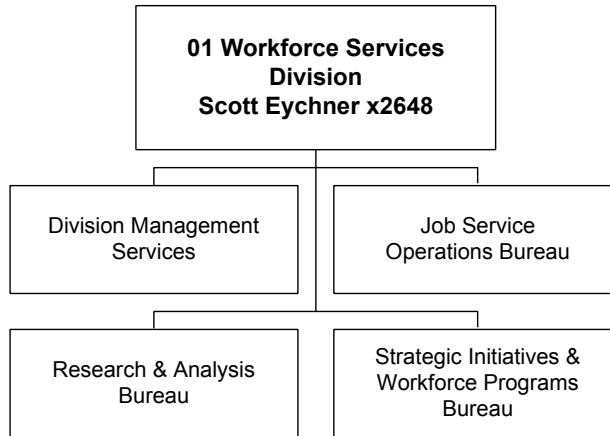 01 Workforce Services
Division
Scott Eychner x2648
Division Management
Services
Job Service
Operations Bureau
Research & Analysis
Bureau
Strategic Initiatives &
Workforce Programs
Bureau